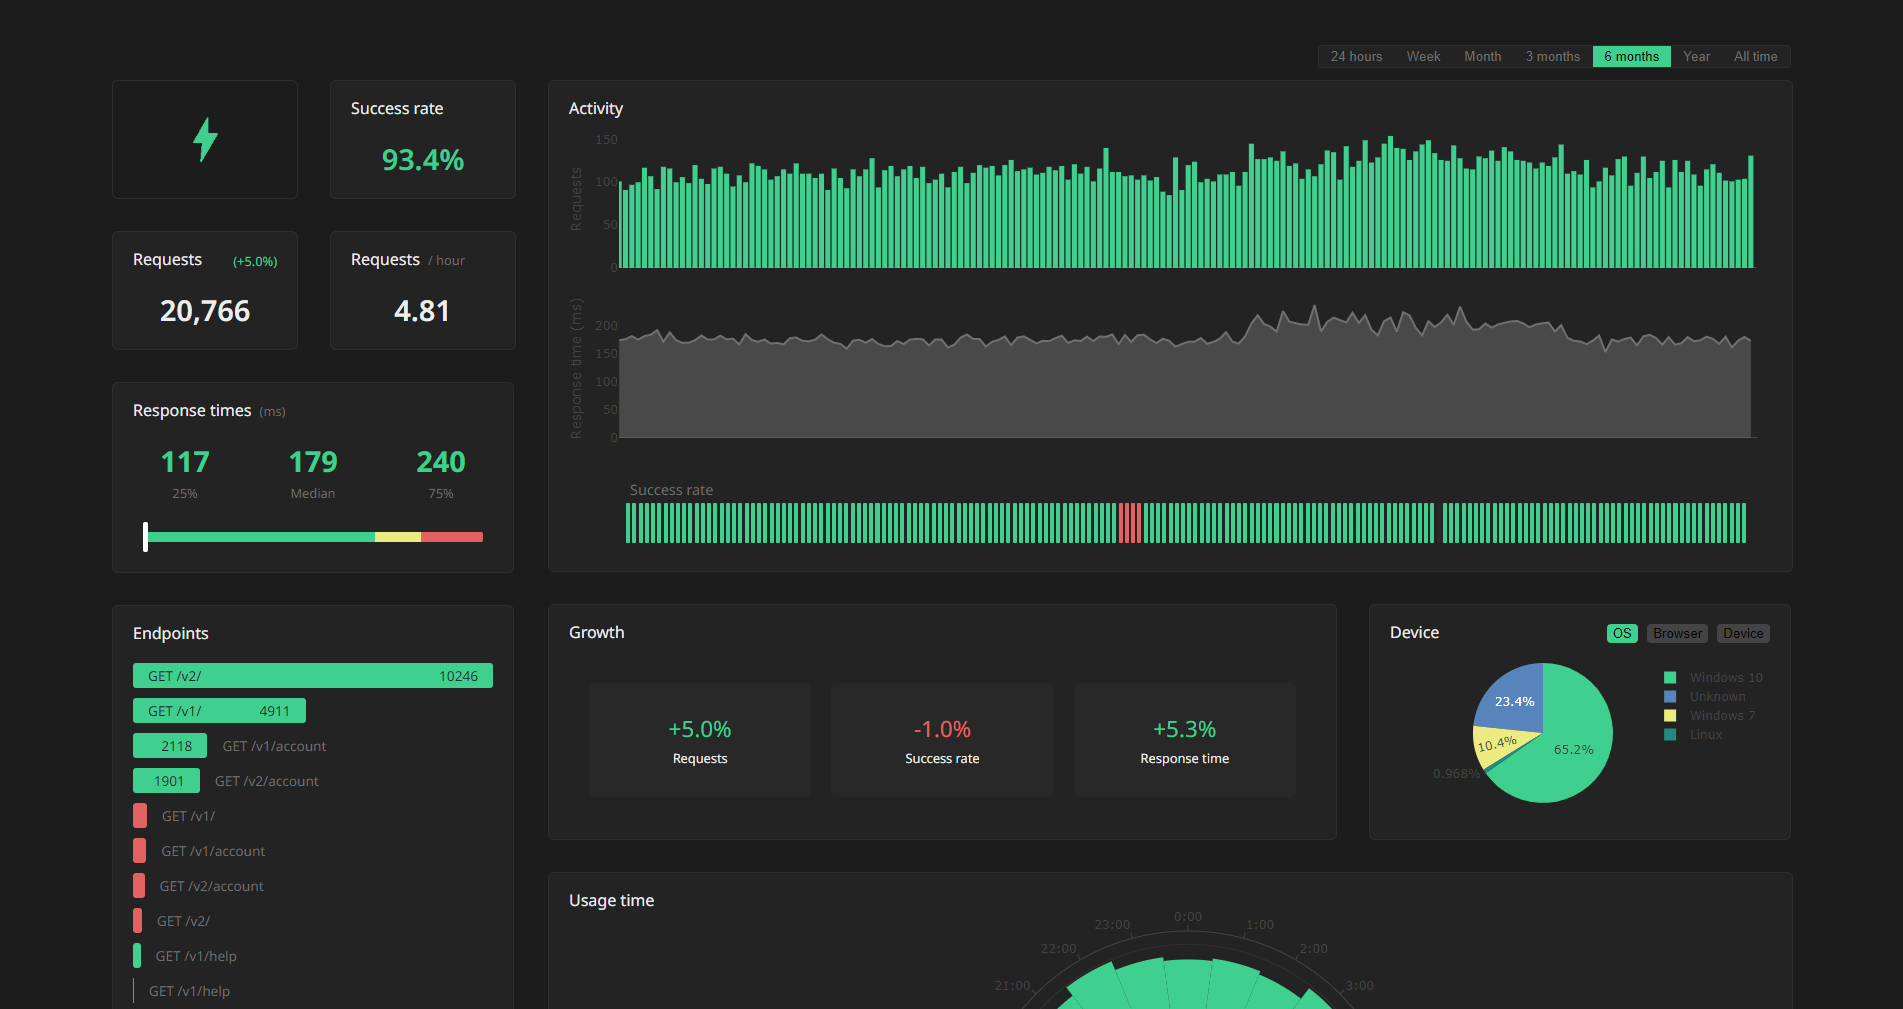 24 hours Week Month 3 months 6 months Year All time
Success rate
93.4%
Requests (+5.0%)
20,766
Requests / hour
4.81
Response times (ms)
117 179 240
25% Median 75%
Activity
150
100
50
0
Requests
200
150
100
50
0
Response time (ms)
Success rate
Endpoints
GET /v2/ 10246
GET /v1/ 4911
2118 GET /v1/account
1901 GET /v2/account
GET /v1/
GET /v1/account
GET /v2/account
GET /v2/
GET /v1/help
GET /v1/help
Growth
+5.0%
Requests
-1.0%
Success rate
+5.3%
Response time
Device
OS Browser Device
23.4%
10.4%
65.2%
0.968%
Windows 10
Unknown
Windows 7
Linux
Usage time
21:00
22:00
23:00
0:00
1:00
2:00
3:00